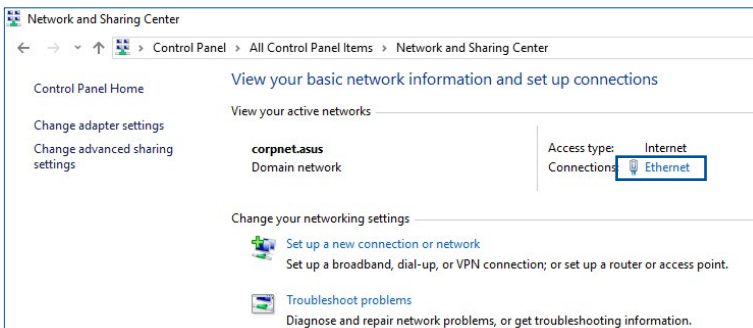 Network and Sharing Center
Control Panel > All Control Panel Items > Network and Sharing Center
Control Panel Home
Change adapter settings
Change advanced sharing
settings
View your basic network information and set up connections
View your active networks
corpnet.asus
Domain network
Access type: Internet
Connections: Ethernet
Change your networking settings
Set up a new connection or network
Set up a broadband, dial-up, or VPN connection; or set up a router or access point.
Troubleshoot problems
Diagnose and repair network problems, or get troubleshooting information.